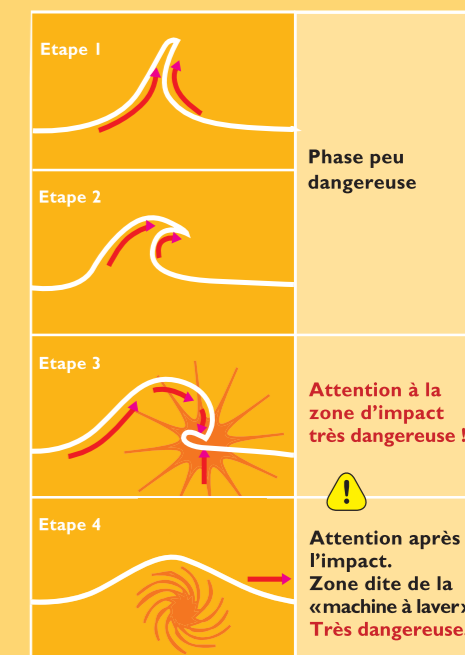 Etape 1
Phase peu
dangereuse
Etape 2
Etape 3
Attention à la
zone d'impact
très dangereuse !
!
Etape 4
Attention après
l'impact.
Zone dite de la
«machine à laver»
Très dangereuse.